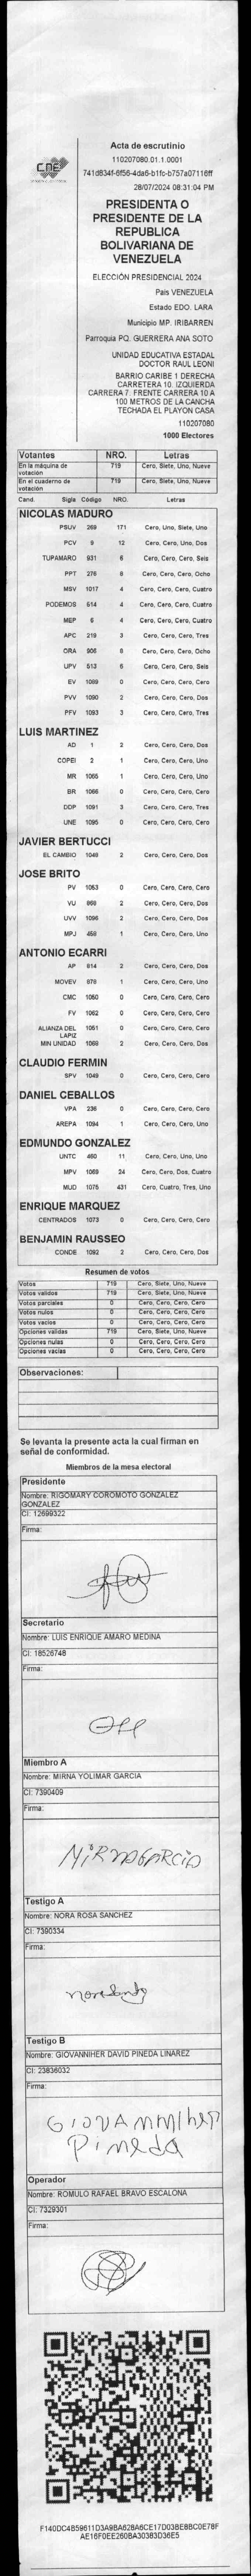 CNE
Acta de escrutinio
110207080.01.1.0001
741d834f-6f56-4da6-b1fc-b757a07116ff
28/07/2024 08:31:04 PM
PRESIDENTA O
PRESIDENTE DE LA
REPUBLICA
BOLIVARIANA DE
VENEZUELA
ELECCIÓN PRESIDENCIAL 2024
Pais VENEZUELA
Estado EDO. LARA
Municipio MP. IRIBARREN
Parroquia PQ. GUERRERA ANA SOTO
UNIDAD EDUCATIVA ESTADAL
DOCTOR RAUL LEONI
BARRIO CARIBE 1 DERECHA
CARRETERA 10. IZQUIERDA
CARRERA 7. FRENTE CARRERA 10 A
100 METROS DE LA CANCHA
TECHADA EL PLAYON CASA
110207080
1000 Electores
Votantes NRO. Letras
En la máquina de votación 719 Cero, Siete, Uno, Nueve
En el cuaderno de votación 719 Cero, Siete, Uno, Nueve
Cand. Sigla Código NRO. Letras
NICOLAS MADURO
PSUV 269 171 Cero, Uno, Siete, Uno
PCV 9 12 Cero, Cero, Uno, Dos
TUPAMARO 931 6 Cero, Cero, Cero, Seis
PPT 276 8 Cero, Cero, Cero, Ocho
MSV 1017 4 Cero, Cero, Cero, Cuatro
PODEMOS 514 4 Cero, Cero, Cero, Cuatro
MEP 6 4 Cero, Cero, Cero, Cuatro
APC 219 3 Cero, Cero, Cero, Tres
ORA 906 8 Cero, Cero, Cero, Ocho
UPV 513 6 Cero, Cero, Cero, Seis
EV 1089 0 Cero, Cero, Cero, Cero
PVV 1090 2 Cero, Cero, Cero, Dos
PFV 1093 3 Cero, Cero, Cero, Tres
LUIS MARTINEZ
AD 1 2 Cero, Cero, Cero, Dos
COPEI 2 1 Cero, Cero, Cero, Uno
MR 1065 1 Cero, Cero, Cero, Uno
BR 1066 0 Cero, Cero, Cero, Cero
DDP 1091 3 Cero, Cero, Cero, Tres
UNE 1095 0 Cero, Cero, Cero, Cero
JAVIER BERTUCCI
EL CAMBIO 1048 2 Cero, Cero, Cero, Dos
JOSE BRITO
PV 1053 0 Cero, Cero, Cero, Cero
VU 969 2 Cero, Cero, Cero, Dos
UVV 1096 2 Cero, Cero, Cero, Dos
MPJ 458 1 Cero, Cero, Cero, Uno
ANTONIO ECARRI
AP 814 2 Cero, Cero, Cero, Dos
MOVEV 878 1 Cero, Cero, Cero, Uno
CMC 1050 0 Cero, Cero, Cero, Cero
FV 1062 0 Cero, Cero, Cero, Cero
ALIANZA DEL LAPIZ 1051 0 Cero, Cero, Cero, Cero
MIN UNIDAD 1068 2 Cero, Cero, Cero, Dos
CLAUDIO FERMIN
SPV 1049 0 Cero, Cero, Cero, Cero
DANIEL CEBALLOS
VPA 236 0 Cero, Cero, Cero, Cero
AREPA 1094 1 Cero, Cero, Cero, Uno
EDMUNDO GONZALEZ
UNTC 460 11 Cero, Cero, Uno, Uno
MPV 1069 24 Cero, Cero, Dos, Cuatro
MUD 1075 431 Cero, Cuatro, Tres, Uno
ENRIQUE MARQUEZ
CENTRADOS 1073 0 Cero, Cero, Cero, Cero
BENJAMIN RAUSSEO
CONDE 1092 2 Cero, Cero, Cero, Dos
Resumen de votos
Votos 719 Cero, Siete, Uno, Nueve
Votos validos 719 Cero, Siete, Uno, Nueve
Votos parciales 0 Cero, Cero, Cero, Cero
Votos nulos 0 Cero, Cero, Cero, Cero
Votos vacios 0 Cero, Cero, Cero, Cero
Opciones validas 719 Cero, Siete, Uno, Nueve
Opciones nulas 0 Cero, Cero, Cero, Cero
Opciones vacias 0 Cero, Cero, Cero, Cero
Observaciones:
Se levanta la presente acta la cual firman en
señal de conformidad.
Miembros de la mesa electoral
Presidente
Nombre: RIGOMARY COROMOTO GONZALEZ
GONZALEZ
CI: 12699322
Firma:
Secretario
Nombre: LUIS ENRIQUE AMARO MEDINA
CI: 18526748
Firma:
Miembro A
Nombre: MIRNA YOLIMAR GARCIA
CI: 7390409
Firma:
MiRNAGARCIA
Testigo A
Nombre: NORA ROSA SANCHEZ
CI: 7390334
Firma:
Testigo B
Nombre: GIOVANNIHER DAVID PINEDA LINAREZ
CI: 23836032
Firma:
GIOVANNIher
Pineda
Operador
Nombre: ROMULO RAFAEL BRAVO ESCALONA
CI: 7329301
Firma:
F140DC4B59611D3A9BA628A6CE17D03BE8BC0E78F
AE16F0EE260BA30383D36E5